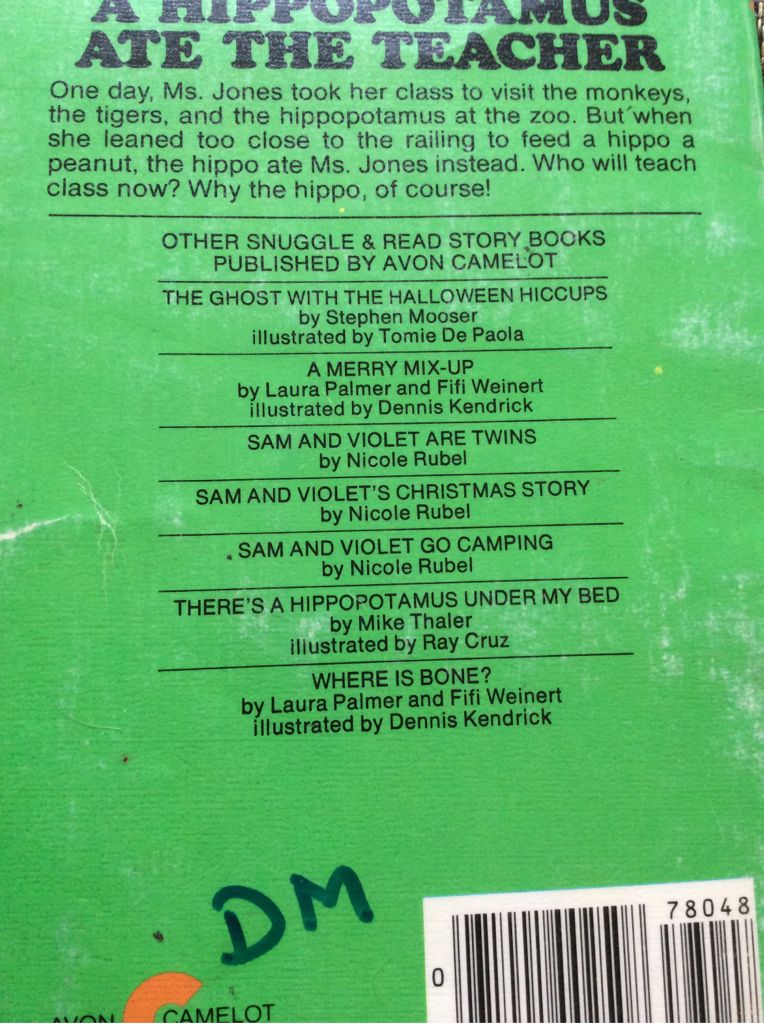 A HIPPOPOTAMUS
ATE THE TEACHER
One day, Ms. Jones took her class to visit the monkeys,
the tigers, and the hippopotamus at the zoo. But when
she leaned too close to the railing to feed a hippo a
peanut, the hippo ate Ms. Jones instead. Who will teach
class now? Why the hippo, of course!
OTHER SNUGGLE & READ STORY BOOKS
PUBLISHED BY AVON CAMELOT
THE GHOST WITH THE HALLOWEEN HICCUPS
by Stephen Mooser
illustrated by Tomie De Paola
A MERRY MIX-UP
by Laura Palmer and Fifi Weinert
illustrated by Dennis Kendrick
SAM AND VIOLET ARE TWINS
by Nicole Rubel
SAM AND VIOLET'S CHRISTMAS STORY
by Nicole Rubel
SAM AND VIOLET GO CAMPING
by Nicole Rubel
THERE'S A HIPPOPOTAMUS UNDER MY BED
by Mike Thaler
illustrated by Ray Cruz
WHERE IS BONE?
by Laura Palmer and Fifi Weinert
illustrated by Dennis Kendrick
DM
78048
0
AVON CAMELOT